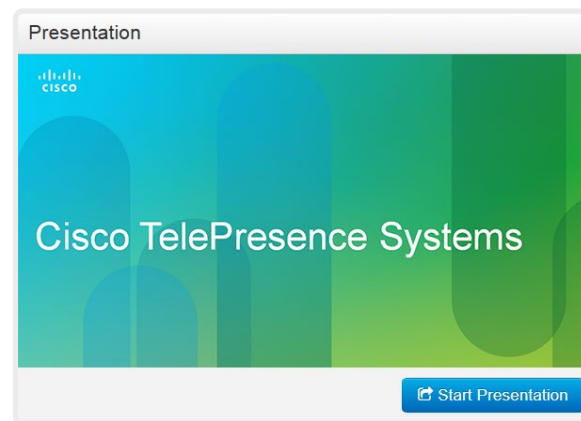 Presentation
CISCO
Cisco TelePresence Systems
Start Presentation